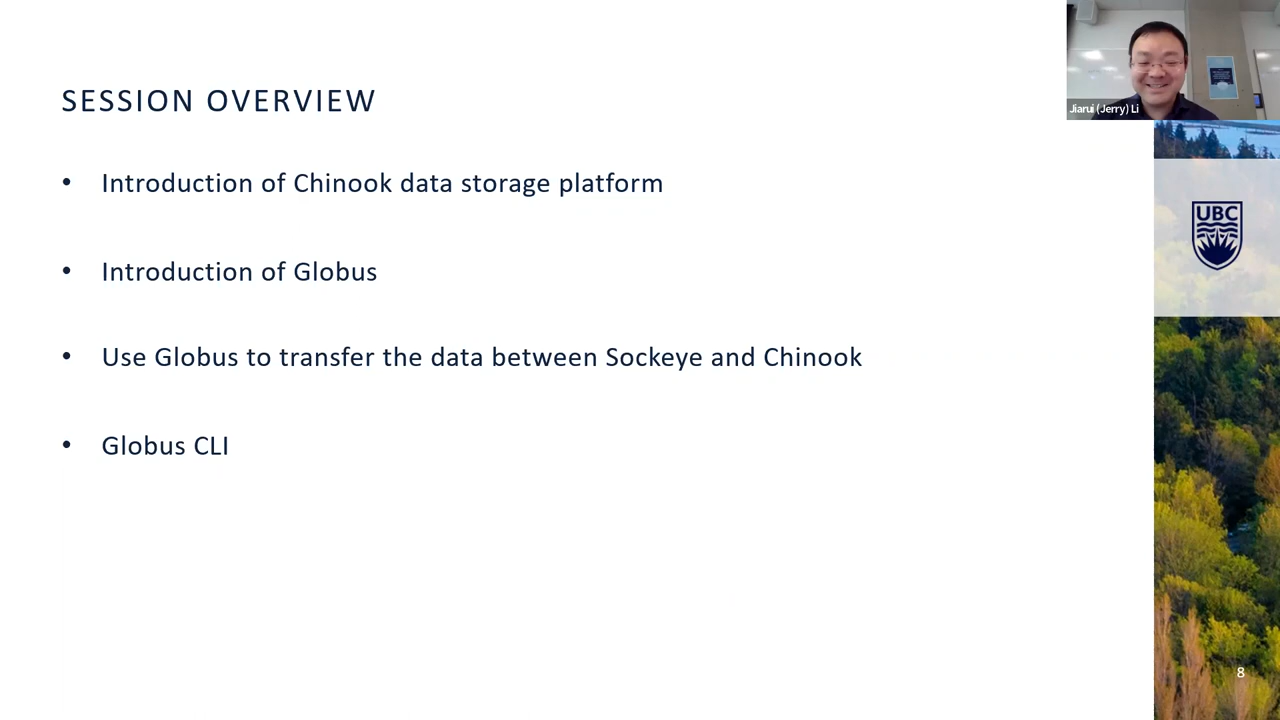 SESSION OVERVIEW
• Introduction of Chinook data storage platform
• Introduction of Globus
• Use Globus to transfer the data between Sockeye and Chinook
• Globus CLI
Jiarui (Jerry) Li
UBC
8